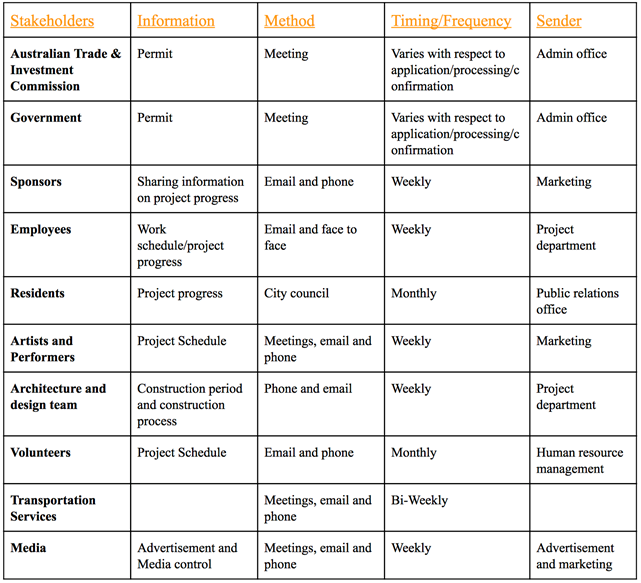 Stakeholders Information Method Timing/Frequency Sender
Australian Trade & Permit Meeting Varies with respect to Admin office
Investment application/processing/c
Commission onfirmation
Government Permit Meeting Varies with respect to Admin office
application/processing/c
onfirmation
Sponsors Sharing information Email and phone Weekly Marketing
on project progress
Employees Work Email and face to Weekly Project
schedule/project face department
progress
Residents Project progress City council Monthly Public relations
office
Artists and Project Schedule Meetings, email and Weekly Marketing
Performers phone
Architecture and Construction period Phone and email Weekly Project
design team and construction department
process
Volunteers Project Schedule Email and phone Monthly Human resource
management
Transportation Meetings, email and Bi-Weekly
Services phone
Media Advertisement and Meetings, email and Weekly Advertisement
Media control phone and marketing